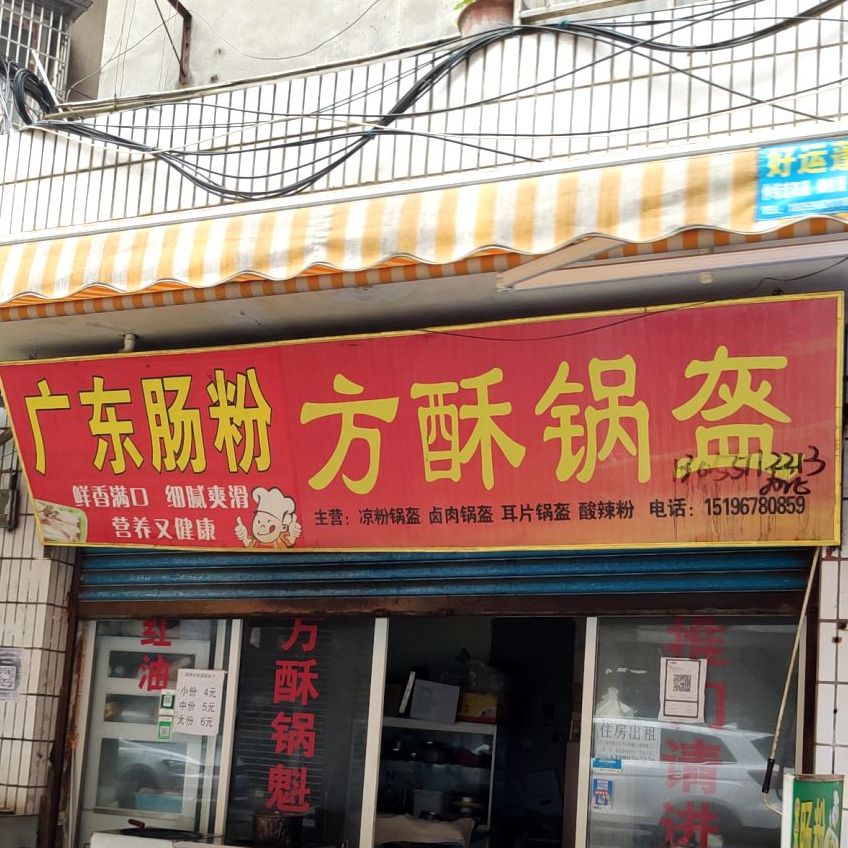 好运
广东肠粉
方酥锅盔
鲜香满口 细腻爽滑
营养又健康
主营：凉粉锅盔 卤肉锅盔 耳片锅盔 酸辣粉 电话：15196780859
红油
小份 4元
中份 5元
大份 6元
方酥锅魁
推门请进
住房出租
肠粉